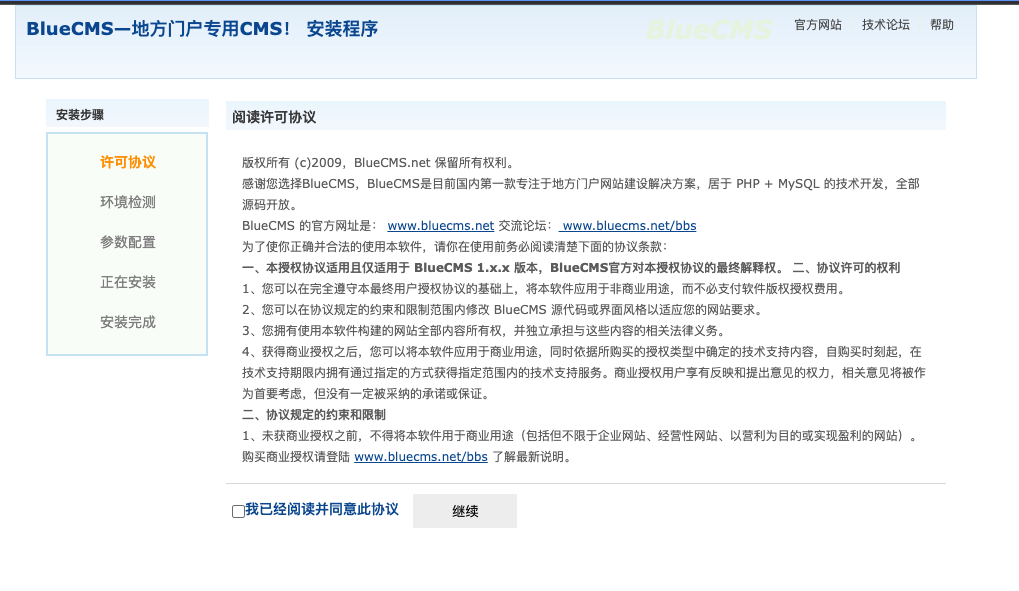 BlueCMS—地方门户专用CMS！ 安装程序
BlueCMS
官方网站 技术论坛 帮助
安装步骤
许可协议
环境检测
参数配置
正在安装
安装完成
阅读许可协议
版权所有 (c)2009，BlueCMS.net 保留所有权利。
感谢您选择BlueCMS，BlueCMS是目前国内第一款专注于地方门户网站建设解决方案，居于 PHP + MySQL 的技术开发，全部
源码开放。
BlueCMS 的官方网址是： www.bluecms.net 交流论坛： www.bluecms.net/bbs
为了使你正确并合法的使用本软件，请你在使用前务必阅读清楚下面的协议条款：
一、本授权协议适用且仅适用于 BlueCMS 1.x.x 版本，BlueCMS官方对本授权协议的最终解释权。 二、协议许可的权利
1、您可以在完全遵守本最终用户授权协议的基础上，将本软件应用于非商业用途，而不必支付软件版权授权费用。
2、您可以在协议规定的约束和限制范围内修改 BlueCMS 源代码或界面风格以适应您的网站要求。
3、您拥有使用本软件构建的网站全部内容所有权，并独立承担与这些内容的相关法律义务。
4、获得商业授权之后，您可以将本软件应用于商业用途，同时依据所购买的授权类型中确定的技术支持内容，自购买时刻起，在
技术支持期限内拥有通过指定的方式获得指定范围内的技术支持服务。商业授权用户享有反映和提出意见的权力，相关意见将被作
为首要考虑，但没有一定被采纳的承诺或保证。
二、协议规定的约束和限制
1、未获商业授权之前，不得将本软件用于商业用途（包括但不限于企业网站、经营性网站、以营利为目的或实现盈利的网站）。
购买商业授权请登陆 www.bluecms.net/bbs 了解最新说明。
我已经阅读并同意此协议 继续